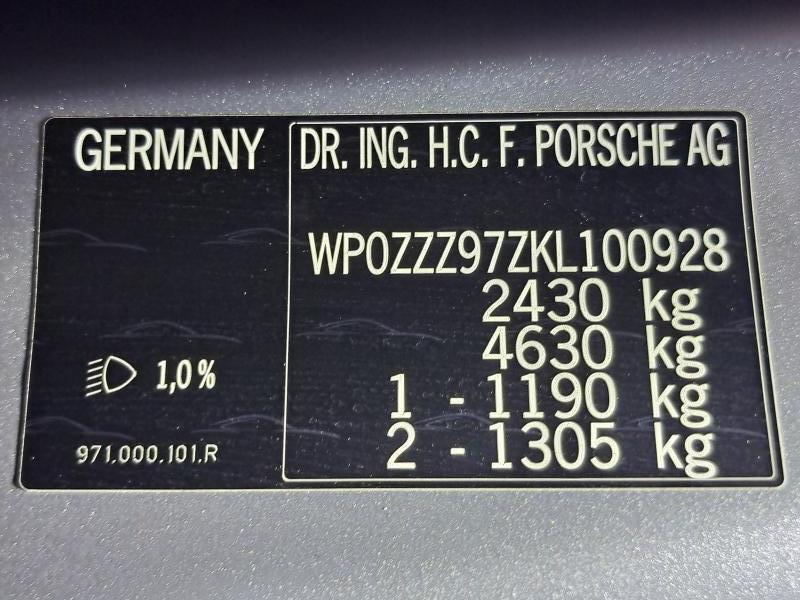 GERMANY
DR. ING. H.C. F. PORSCHE AG
WP0ZZZ97ZKL100928
2430 kg
4630 kg
1 - 1190 kg
2 - 1305 kg
1,0 %
971.000.101.R